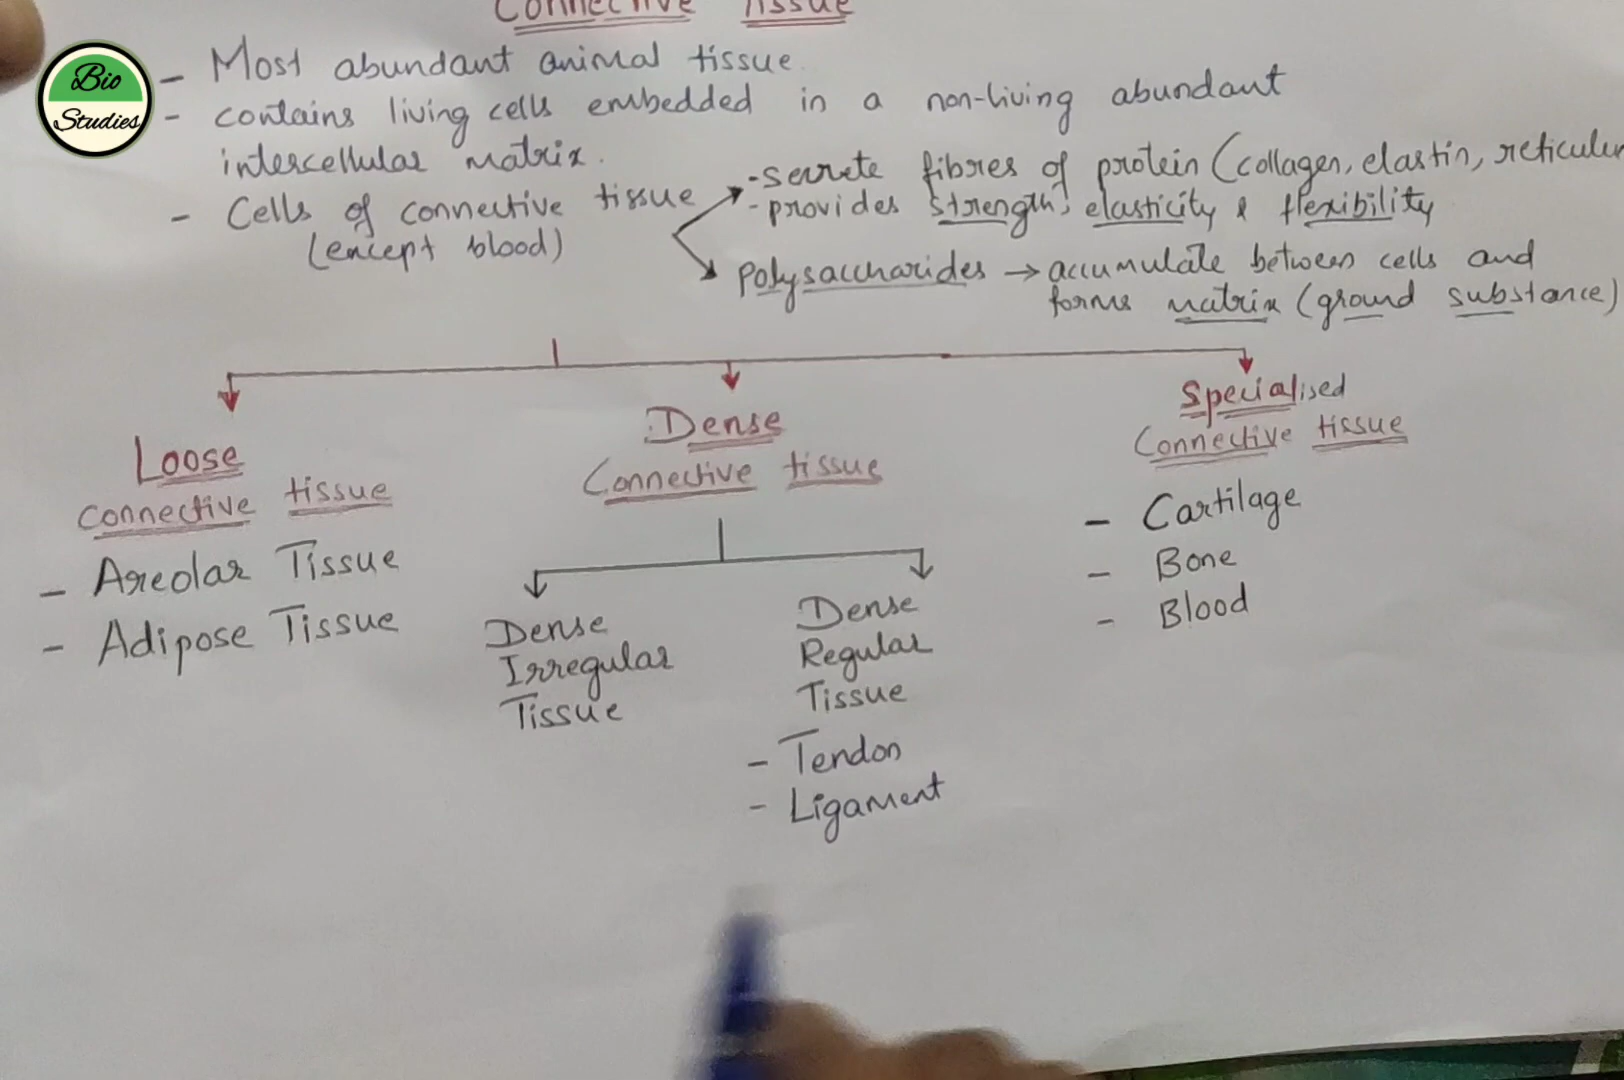 Connective Tissue
Bio
Studies
- Most abundant animal tissue.
- contains living cells embedded in a non-living abundant
intercellular matrix.
- Cells of connective tissue
(except blood)
- secrete fibres of protein (collagen, elastin, reticular
- provides strength, elasticity & flexibility
Polysaccharides → accumulate between cells and
forms matrix (ground substance)
Loose
Connective tissue
- Areolar Tissue
- Adipose Tissue
Dense
Connective tissue
Dense
Irregular
Tissue
Dense
Regular
Tissue
- Tendon
- Ligament
Specialised
Connective tissue
- Cartilage
- Bone
- Blood